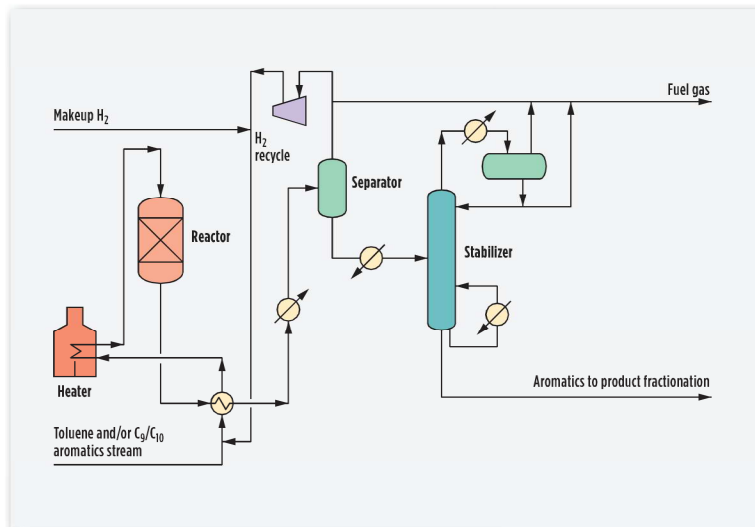 Fuel gas
Makeup H₂
H₂
recycle
Separator
Reactor
Stabilizer
Heater
Aromatics to product fractionation
Toluene and/or C₉/C₁₀
aromatics stream